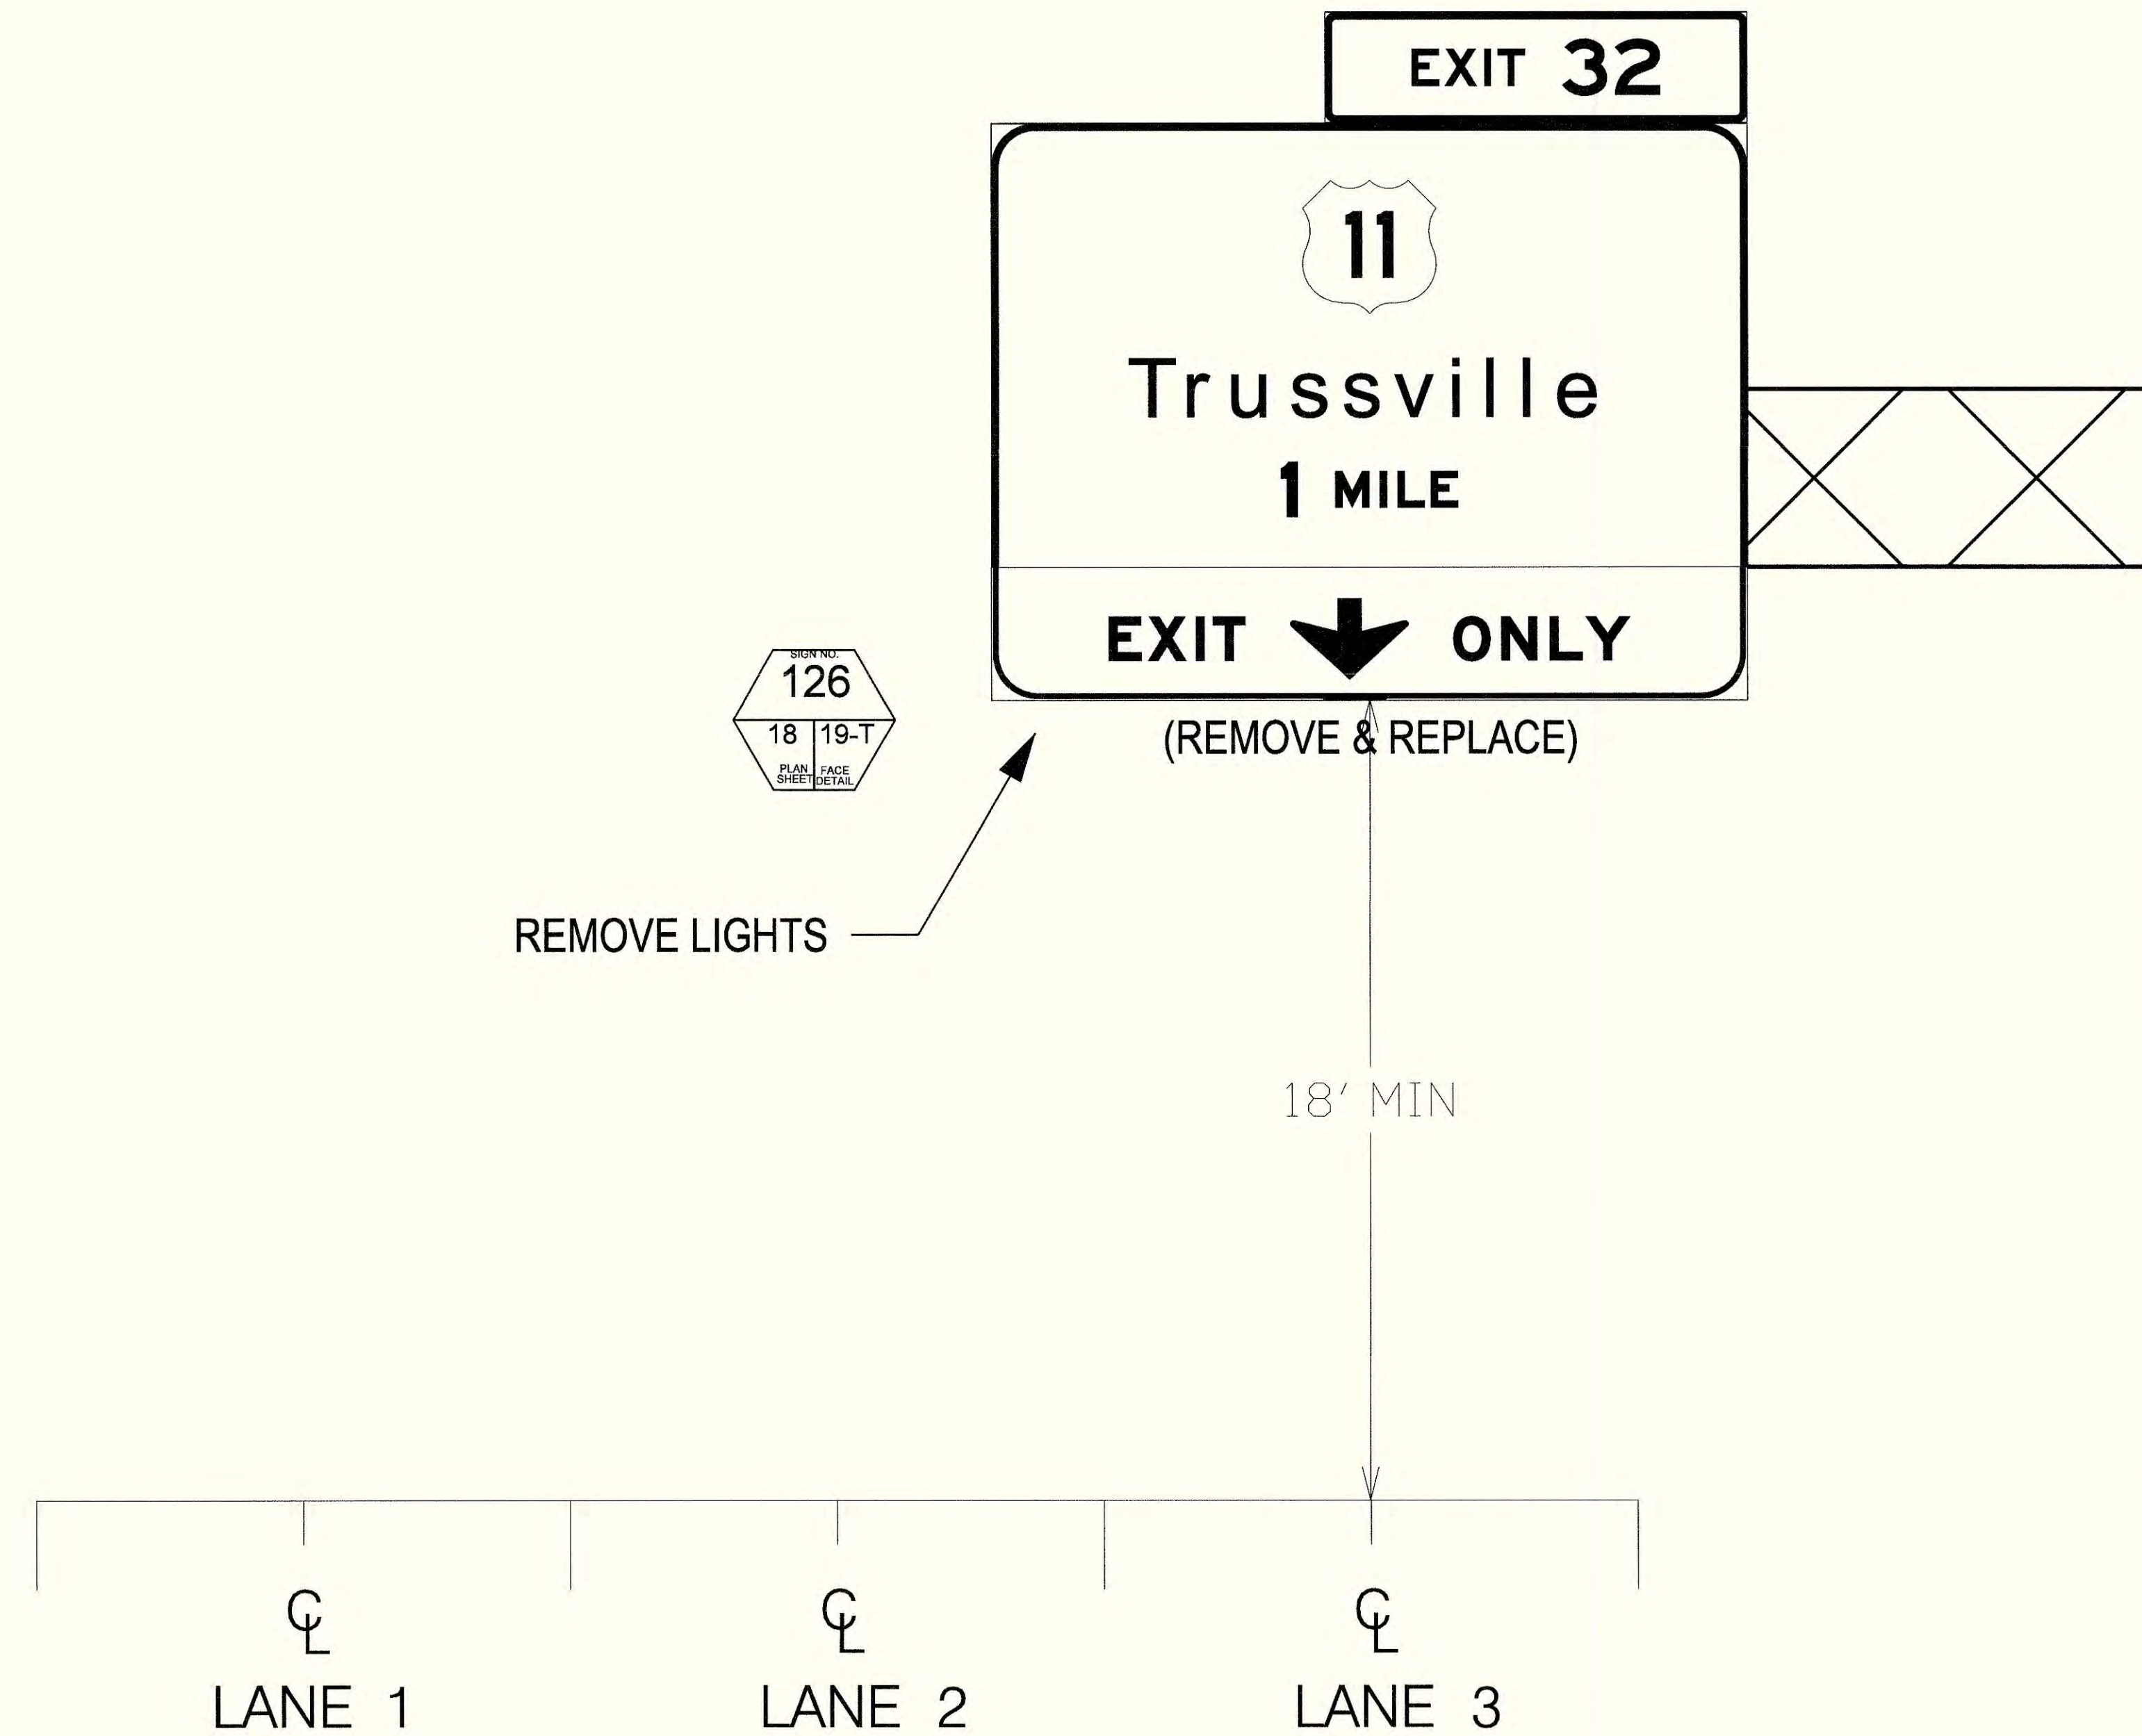 EXIT 32
11
Trussville
1 MILE
EXIT ONLY
(REMOVE & REPLACE)
SIGN NO.
126
18 19-T
PLAN SHEET FACE DETAIL
REMOVE LIGHTS
18' MIN
CL CL CL
LANE 1 LANE 2 LANE 3